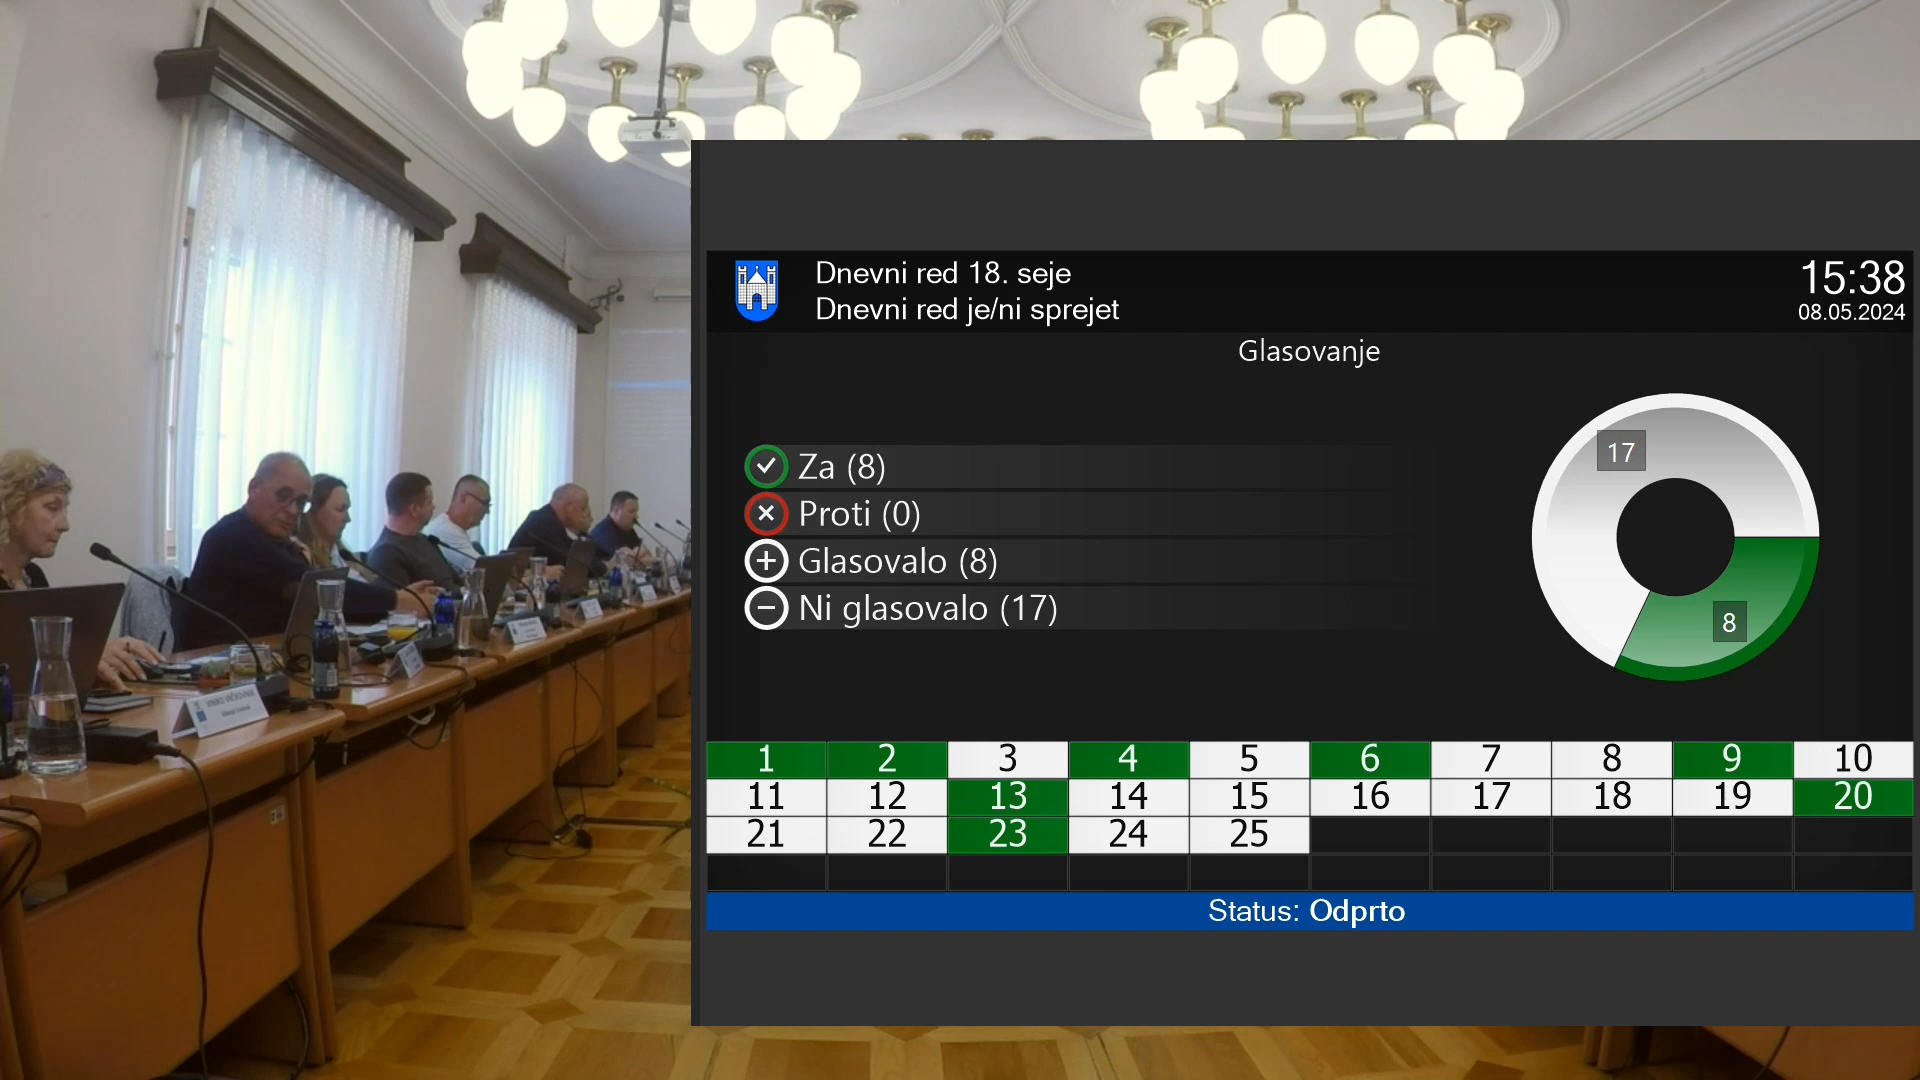 Dnevni red 18. seje
Dnevni red je/ni sprejet
15:38
08.05.2024
Glasovanje
Za (8)
Proti (0)
Glasovalo (8)
Ni glasovalo (17)
17
8
1 2 3 4 5 6 7 8 9 10
11 12 13 14 15 16 17 18 19 20
21 22 23 24 25
Status: Odprto